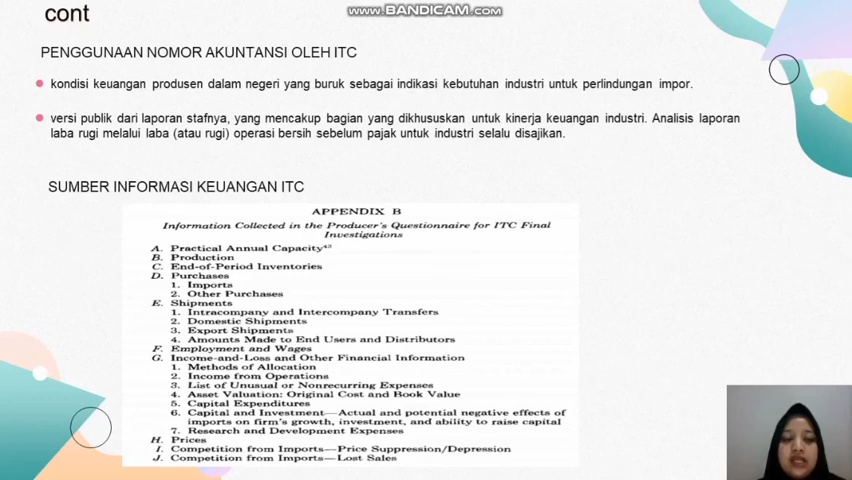 cont
WWW.BANDICAM.COM
PENGGUNAAN NOMOR AKUNTANSI OLEH ITC
kondisi keuangan produsen dalam negeri yang buruk sebagai indikasi kebutuhan industri untuk perlindungan impor.
versi publik dari laporan stafnya, yang mencakup bagian yang dikhususkan untuk kinerja keuangan industri. Analisis laporan
laba rugi melalui laba (atau rugi) operasi bersih sebelum pajak untuk industri selalu disajikan.
SUMBER INFORMASI KEUANGAN ITC
APPENDIX B
Information Collected in the Producer's Questionnaire for ITC Final
Investigations
A. Practical Annual Capacity⁴³
B. Production
C. End-of-Period Inventories
D. Purchases
1. Imports
2. Other Purchases
E. Shipments
1. Intracompany and Intercompany Transfers
2. Domestic Shipments
3. Export Shipments
4. Amounts Made to End Users and Distributors
F. Employment and Wages
G. Income-and-Loss and Other Financial Information
1. Methods of Allocation
2. Income from Operations
3. List of Unusual or Nonrecurring Expenses
4. Asset Valuation: Original Cost and Book Value
5. Capital Expenditures
6. Capital and Investment—Actual and potential negative effects of
imports on firm's growth, investment, and ability to raise capital
7. Research and Development Expenses
H. Prices
I. Competition from Imports—Price Suppression/Depression
J. Competition from Imports—Lost Sales